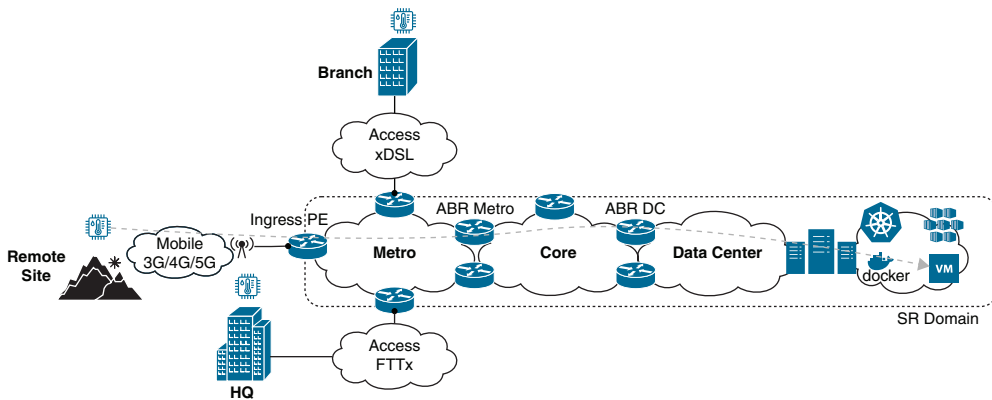 Branch
Access
xDSL
Ingress PE
ABR Metro
ABR DC
Remote
Site
Mobile
3G/4G/5G
Metro
Core
Data Center
docker
VM
SR Domain
Access
FTTx
HQ